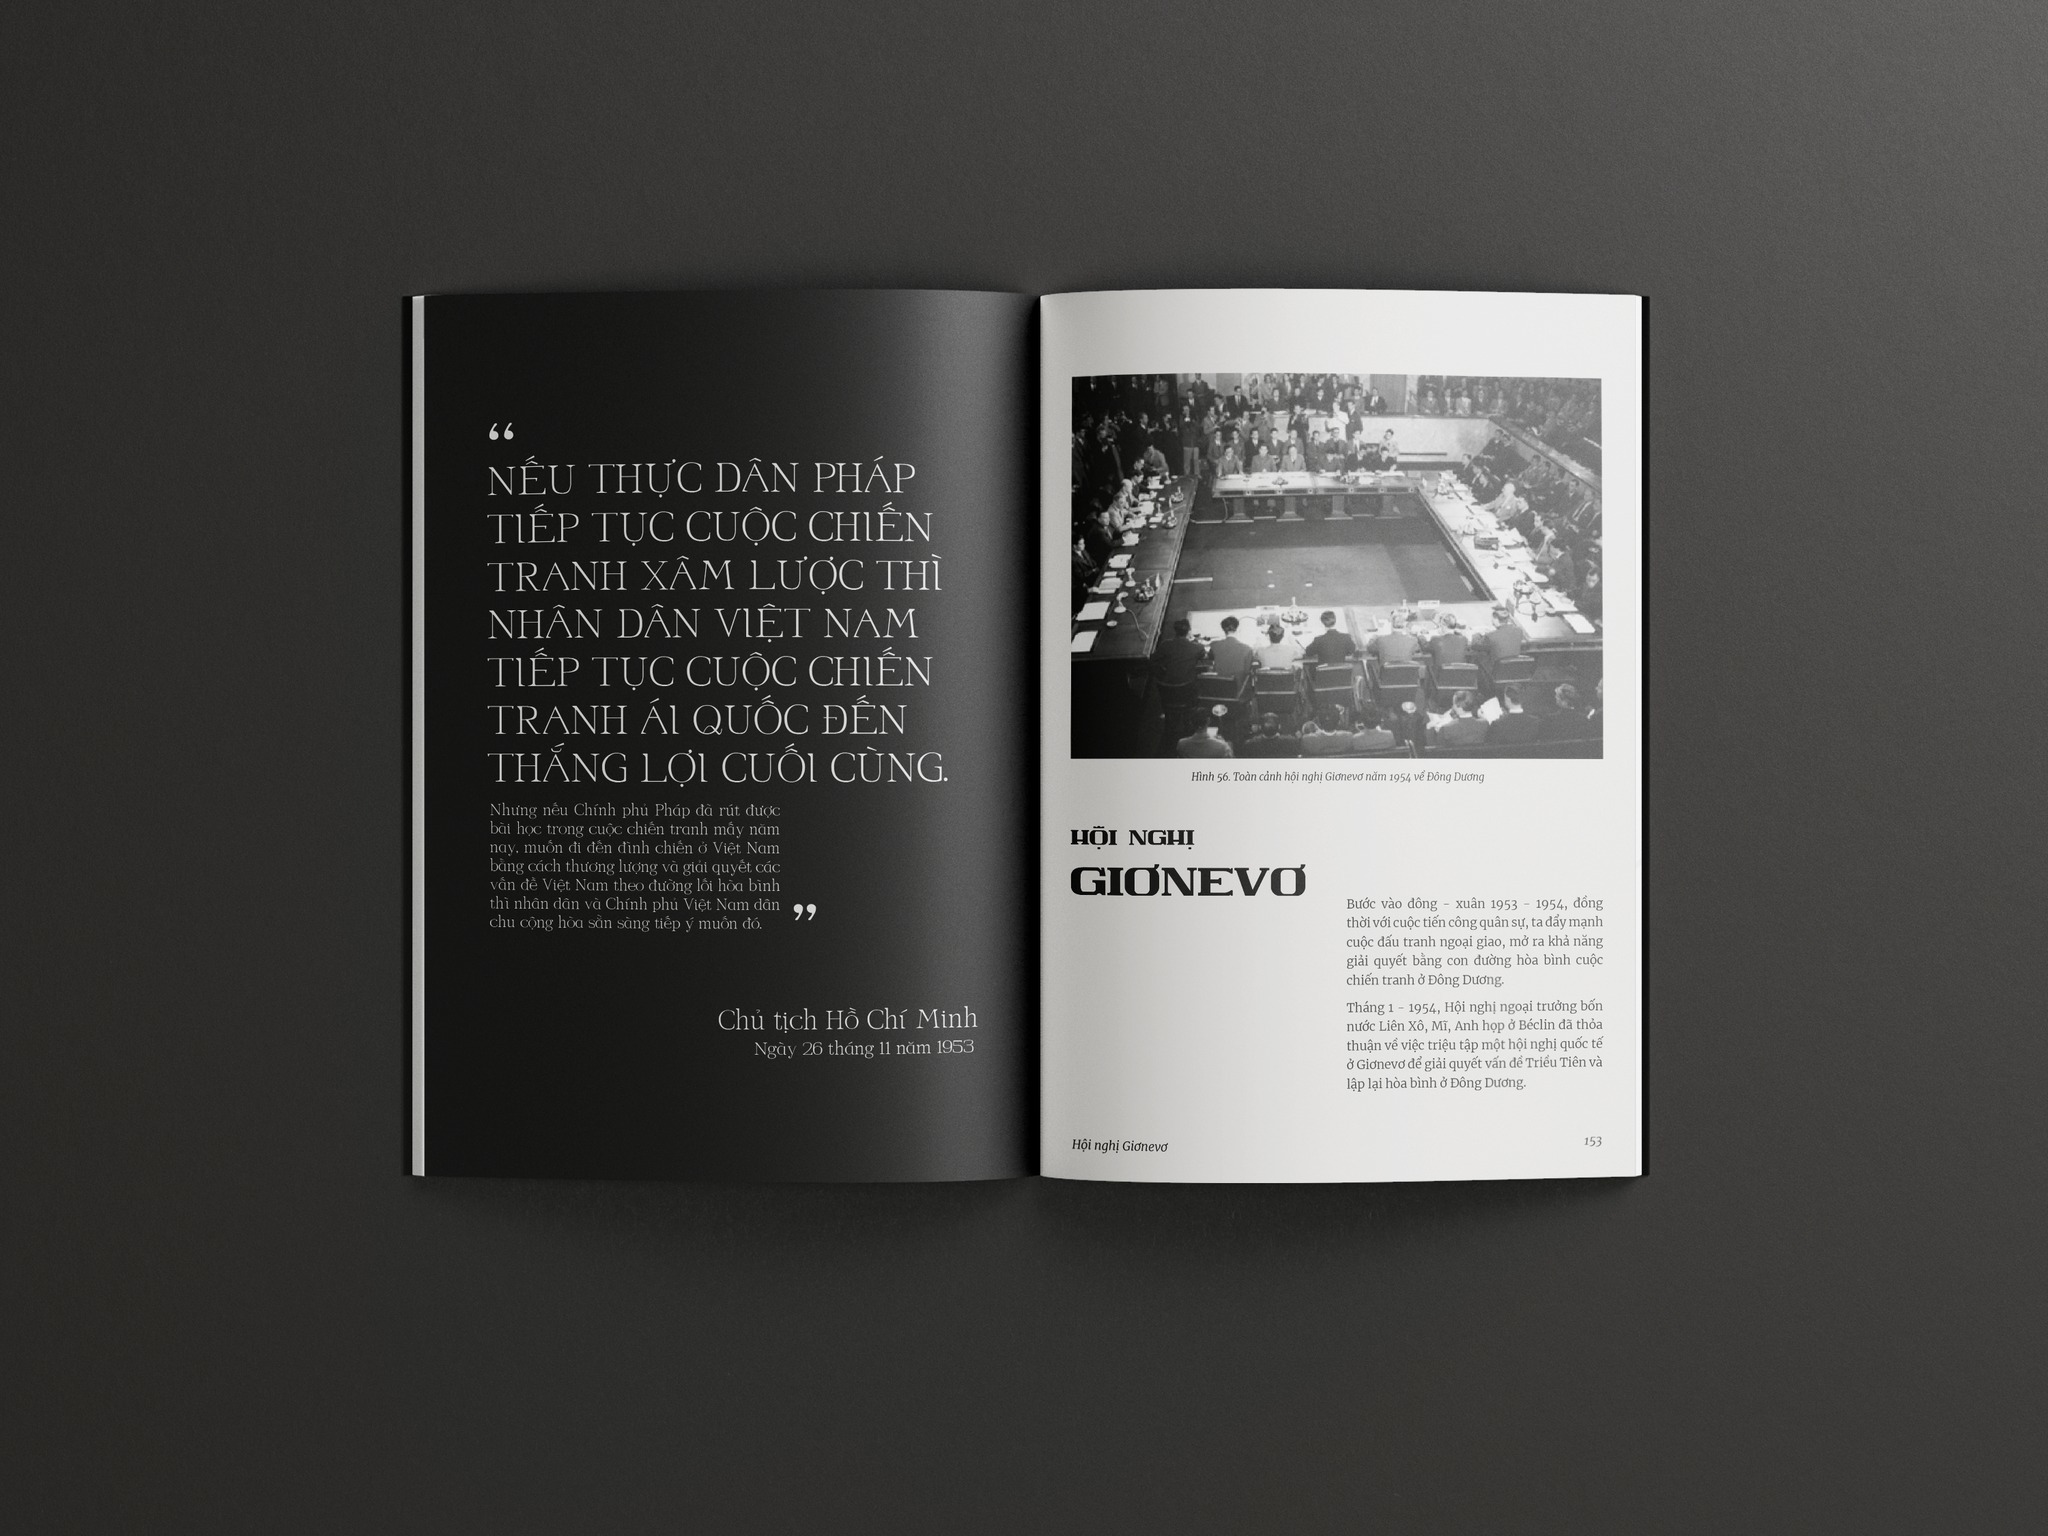 “
NẾU THỰC DÂN PHÁP
TIẾP TỤC CUỘC CHIẾN
TRANH XÂM LƯỢC THÌ
NHÂN DÂN VIỆT NAM
TIẾP TỤC CUỘC CHIẾN
TRANH ÁI QUỐC ĐẾN
THẮNG LỢI CUỐI CÙNG.
Nhưng nếu Chính phủ Pháp đã rút được
bài học trong cuộc chiến tranh mấy năm
nay, muốn đi đến đình chiến ở Việt Nam
bằng cách thương lượng và giải quyết các
vấn đề Việt Nam theo đường lối hòa bình
thì nhân dân và Chính phủ Việt Nam dân
chu cộng hòa sẵn sàng tiếp ý muốn đó.
”
Chủ tịch Hồ Chí Minh
Ngày 26 tháng 11 năm 1953
Hình 56. Toàn cảnh hội nghị Giơnevơ năm 1954 về Đông Dương
HỘI NGHỊ
GIƠNEVƠ
Bước vào đông - xuân 1953 - 1954, đồng
thời với cuộc tiến công quân sự, ta đẩy mạnh
cuộc đấu tranh ngoại giao, mở ra khả năng
giải quyết bằng con đường hòa bình cuộc
chiến tranh ở Đông Dương.
Tháng 1 - 1954, Hội nghị ngoại trưởng bốn
nước Liên Xô, Mĩ, Anh họp ở Béclin đã thỏa
thuận về việc triệu tập một hội nghị quốc tế
ở Giơnevơ để giải quyết vấn đề Triều Tiên và
lập lại hòa bình ở Đông Dương.
Hội nghị Giơnevơ
153